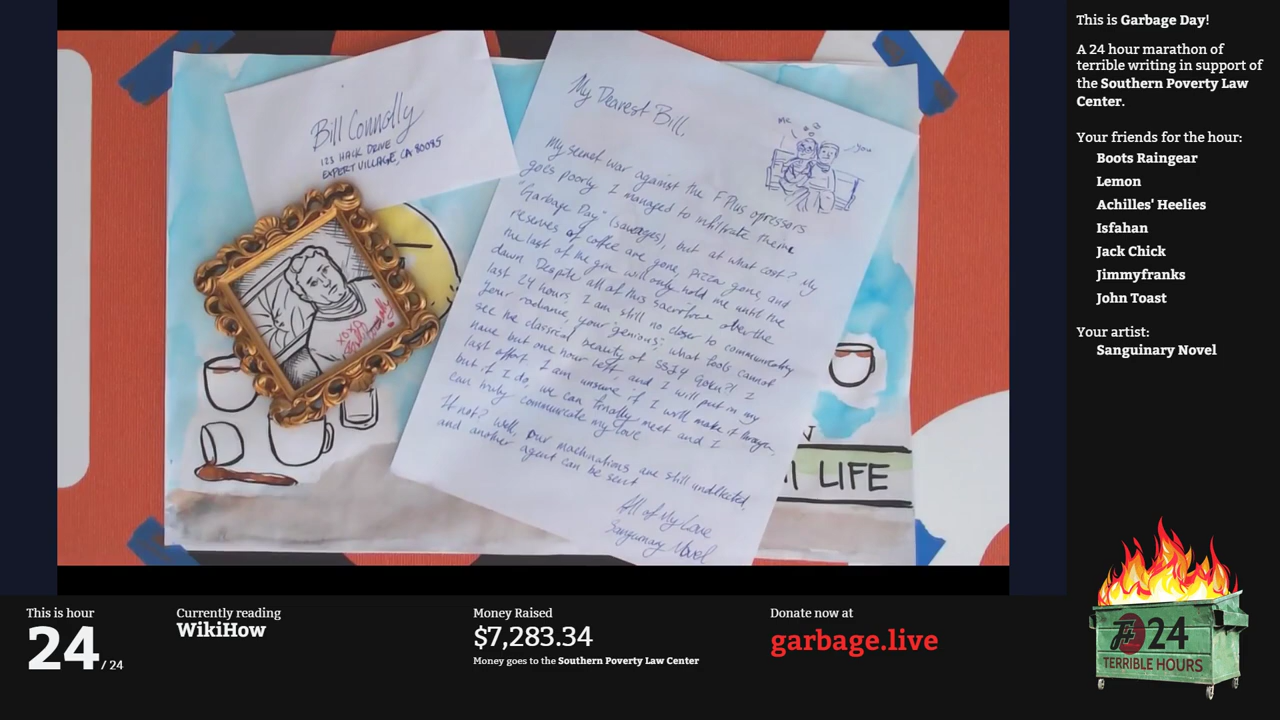 Bill Connolly
123 HACK DRIVE
EXPERT VILLAGE, CA 80085
My Dearest Bill,
me
you
My secret war against the F Plus opressors
goes poorly. I managed to infiltrate their
"Garbage Day" (savages), but at what cost? My
reserves of coffee are gone, pizza gone, and
the last of the gin will only hold me until the
dawn. Despite all of this sacrifice over the
last 24 hours, I am still no closer to communicating
your radiance, your genious; what fools cannot
see the classical beauty of SSJ4 Goku?! I
have but one hour left, and I will put in my
last effort. I am unsure if I will make it through,
but if I do, we can finally meet and I
can truly communicate my love
If not? Well, our machinations are still undetected,
and another agent can be sent
All of My Love
Sanguinary Novel
XOXO
LIFE
This is Garbage Day!
A 24 hour marathon of
terrible writing in support of
the Southern Poverty Law
Center.
Your friends for the hour:
Boots Raingear
Lemon
Achilles' Heelies
Isfahan
Jack Chick
Jimmyfranks
John Toast
Your artist:
Sanguinary Novel
This is hour
24 / 24
Currently reading
WikiHow
Money Raised
$7,283.34
Money goes to the Southern Poverty Law Center
Donate now at
garbage.live
F+ 24
TERRIBLE HOURS